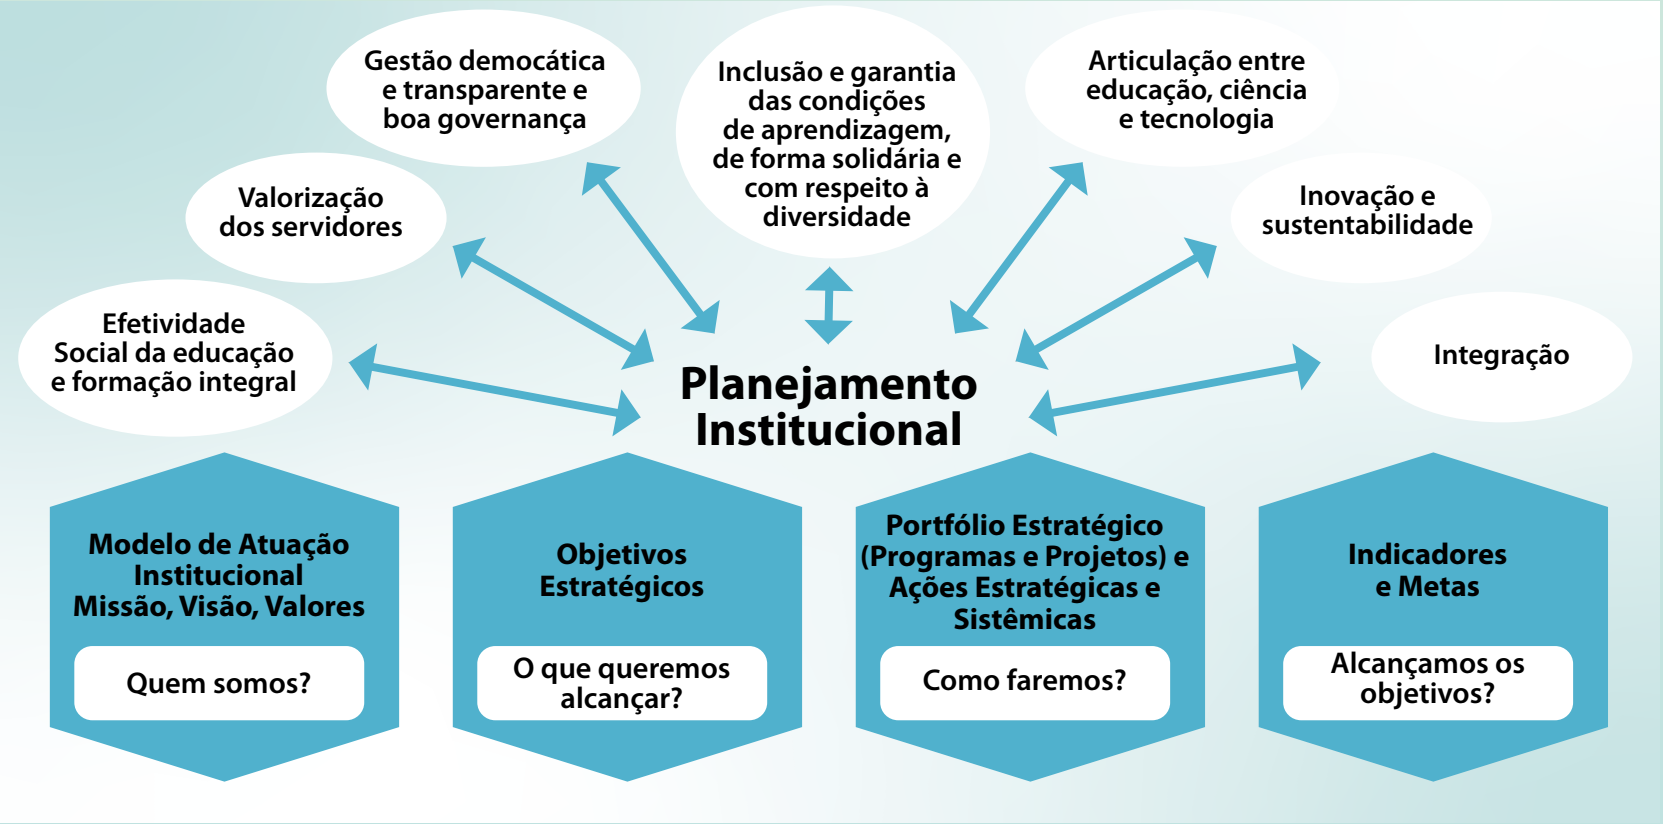 Gestão democática
e transparente e
boa governança
Inclusão e garantia
das condições
de aprendizagem,
de forma solidária e
com respeito à
diversidade
Articulação entre
educação, ciência
e tecnologia
Valorização
dos servidores
Inovação e
sustentabilidade
Efetividade
Social da educação
e formação integral
Integração
Planejamento
Institucional
Modelo de Atuação
Institucional
Missão, Visão, Valores
Quem somos?
Objetivos
Estratégicos
O que queremos
alcançar?
Portfólio Estratégico
(Programas e Projetos) e
Ações Estratégicas e
Sistêmicas
Como faremos?
Indicadores
e Metas
Alcançamos os
objetivos?